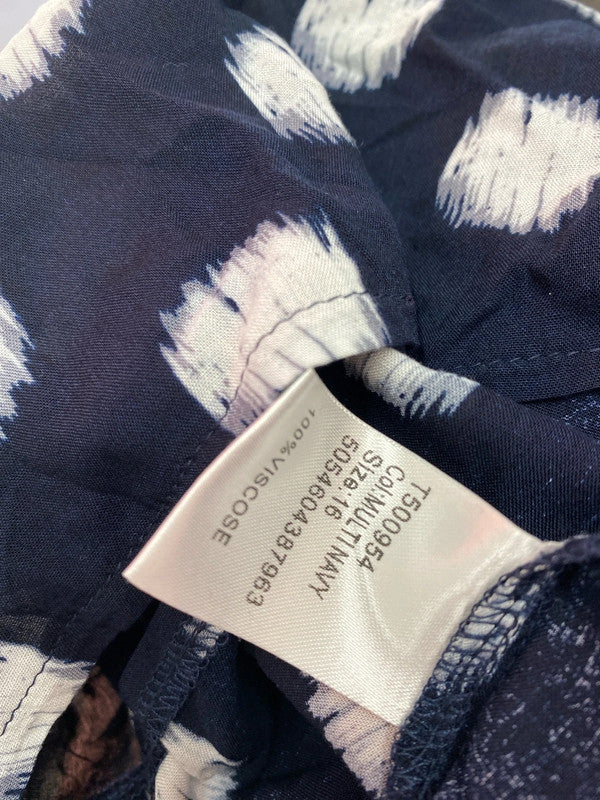 T500954
Col:MULTI NAVY
Size:16
5054604387963
100%VISCOSE